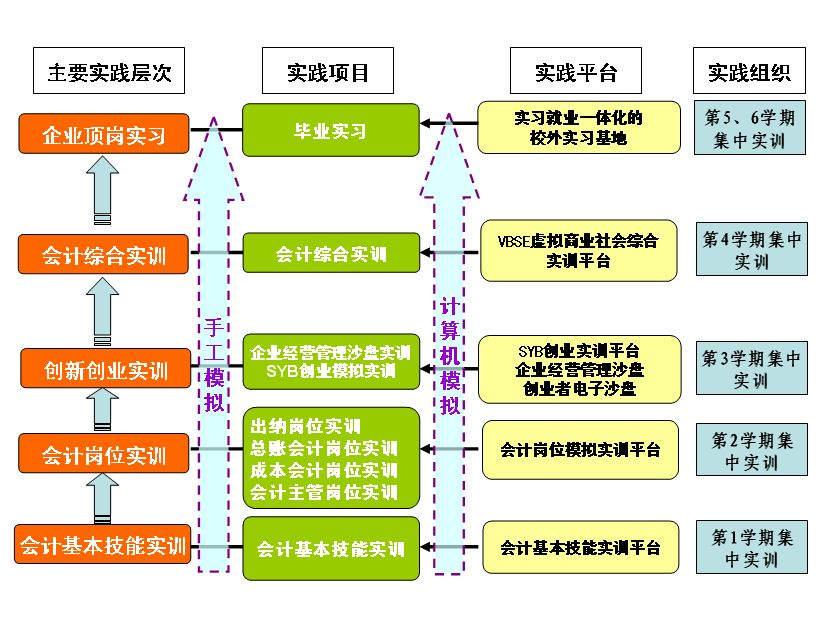 主要实践层次
实践项目
实践平台
实践组织
企业顶岗实习
毕业实习
实习就业一体化的
校外实习基地
第5、6学期
集中实训
会计综合实训
会计综合实训
VBSE虚拟商业社会综合
实训平台
第4学期集中
实训
手工模拟
计算机模拟
创新创业实训
企业经营管理沙盘实训
SYB创业模拟实训
SYB创业实训平台
企业经营管理沙盘
创业者电子沙盘
第3学期集中
实训
会计岗位实训
出纳岗位实训
总账会计岗位实训
成本会计岗位实训
会计主管岗位实训
会计岗位模拟实训平台
第2学期集
中实训
会计基本技能实训
会计基本技能实训
会计基本技能实训平台
第1学期集
中实训